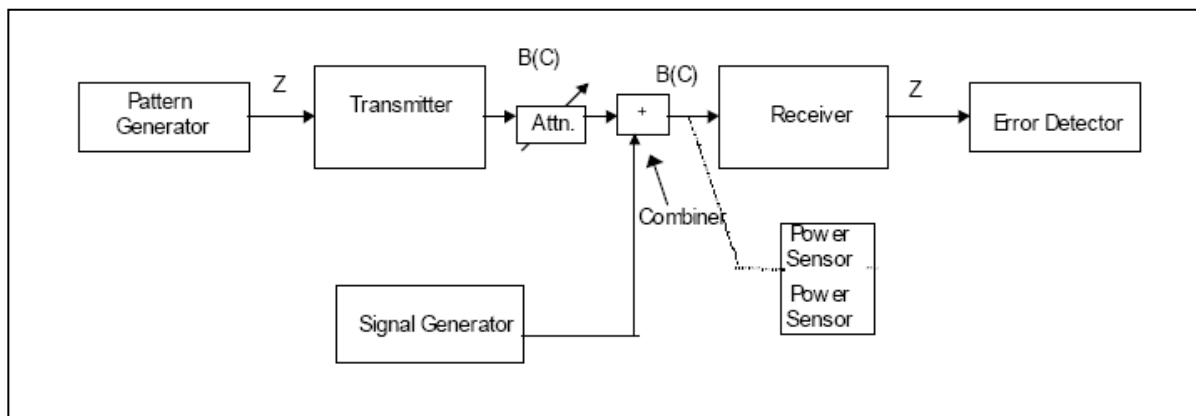 B(C)
B(C)
Z
Z
Pattern
Generator
Transmitter
Attn.
+
Receiver
Error Detector
Combiner
Power
Sensor
Power
Sensor
Signal Generator